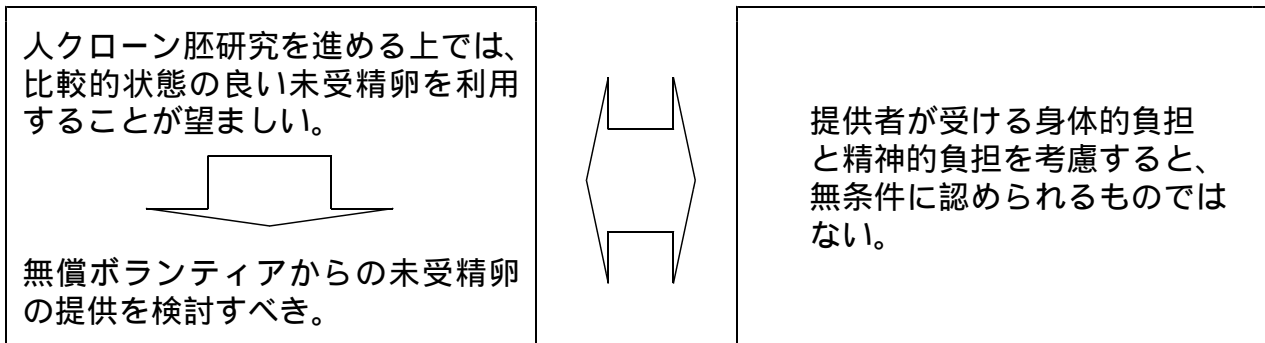 人クローン胚研究を進める上では、
比較的状態の良い未受精卵を利用
することが望ましい。
無償ボランティアからの未受精卵
の提供を検討すべき。
提供者が受ける身体的負担
と精神的負担を考慮すると、
無条件に認められるものでは
ない。